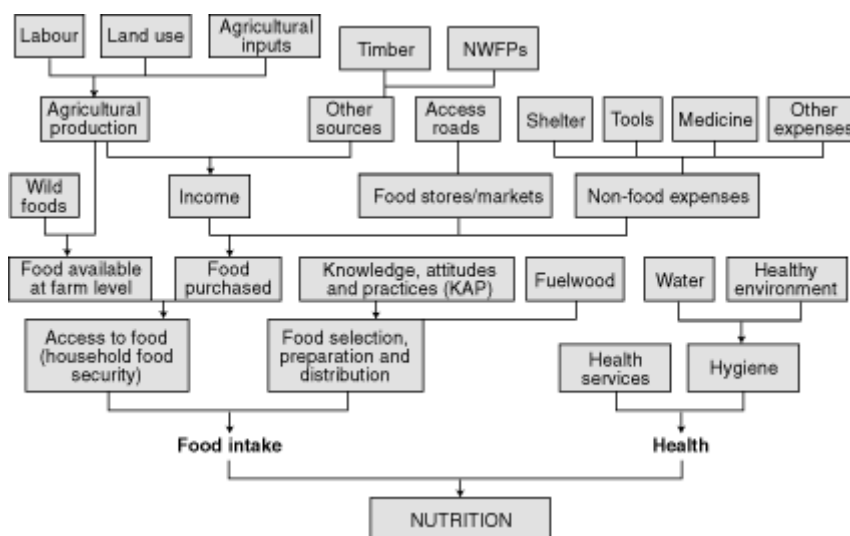 Labour
Land use
Agricultural
inputs
Timber
NWFPs
Agricultural
production
Other
sources
Access
roads
Shelter
Tools
Medicine
Other
expenses
Wild
foods
Income
Food stores/markets
Non-food expenses
Food available
at farm level
Food
purchased
Knowledge, attitudes
and practices (KAP)
Fuelwood
Water
Healthy
environment
Access to food
(household food
security)
Food selection,
preparation and
distribution
Health
services
Hygiene
Food intake
Health
NUTRITION